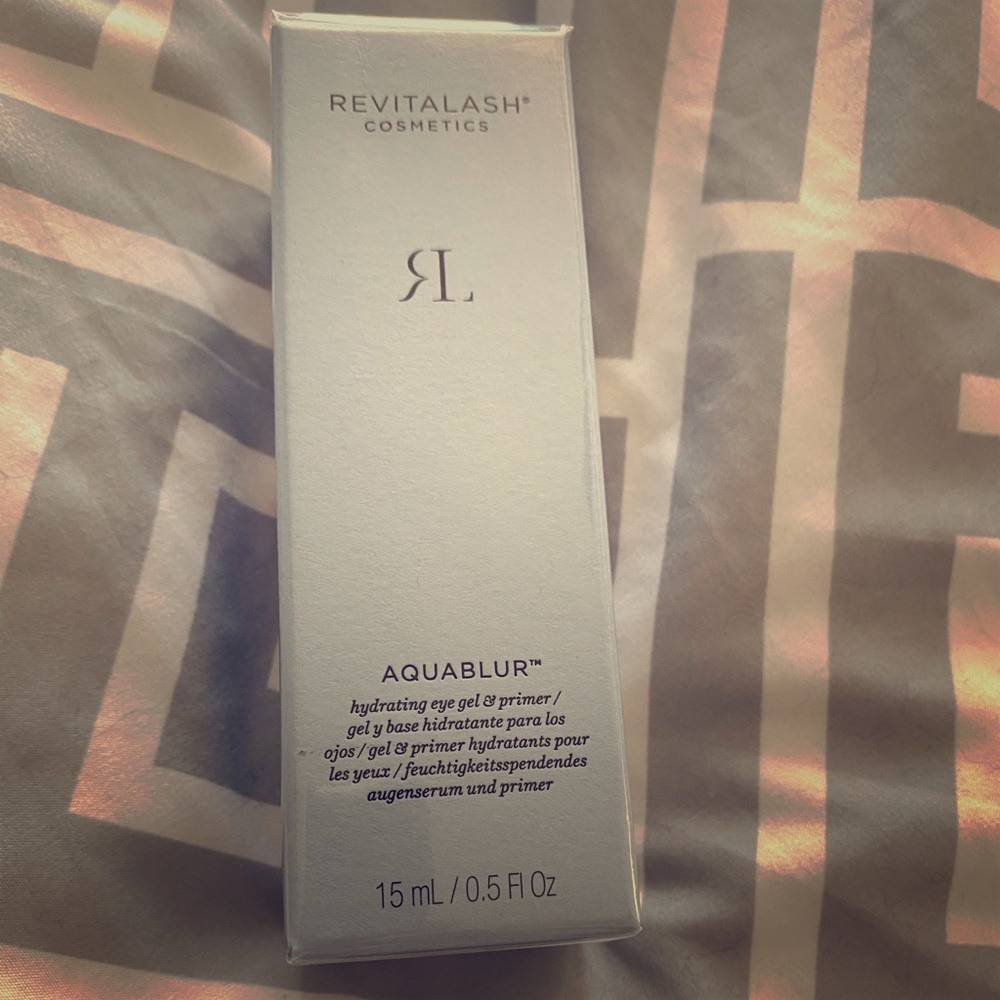 REVITALASH®
COSMETICS
RL
AQUABLUR™
hydrating eye gel & primer /
gel y base hidratante para los
ojos / gel & primer hydratants pour
les yeux / feuchtigkeitsspendendes
augenserum und primer
15 mL / 0.5 Fl Oz